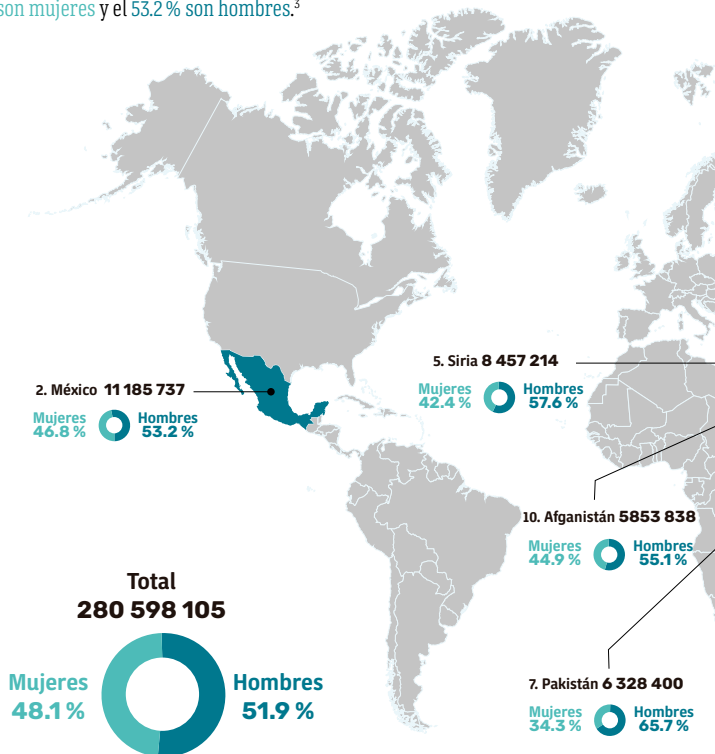 son mujeres y el 53.2 % son hombres.3
5. Siria 8 457 214
Mujeres Hombres
42.4 % 57.6 %
2. México 11 185 737
Mujeres Hombres
46.8 % 53.2 %
10. Afganistán 5853 838
Mujeres Hombres
44.9 % 55.1 %
Total
280 598 105
Mujeres Hombres
48.1 % 51.9 %
7. Pakistán 6 328 400
Mujeres Hombres
34.3 % 65.7 %